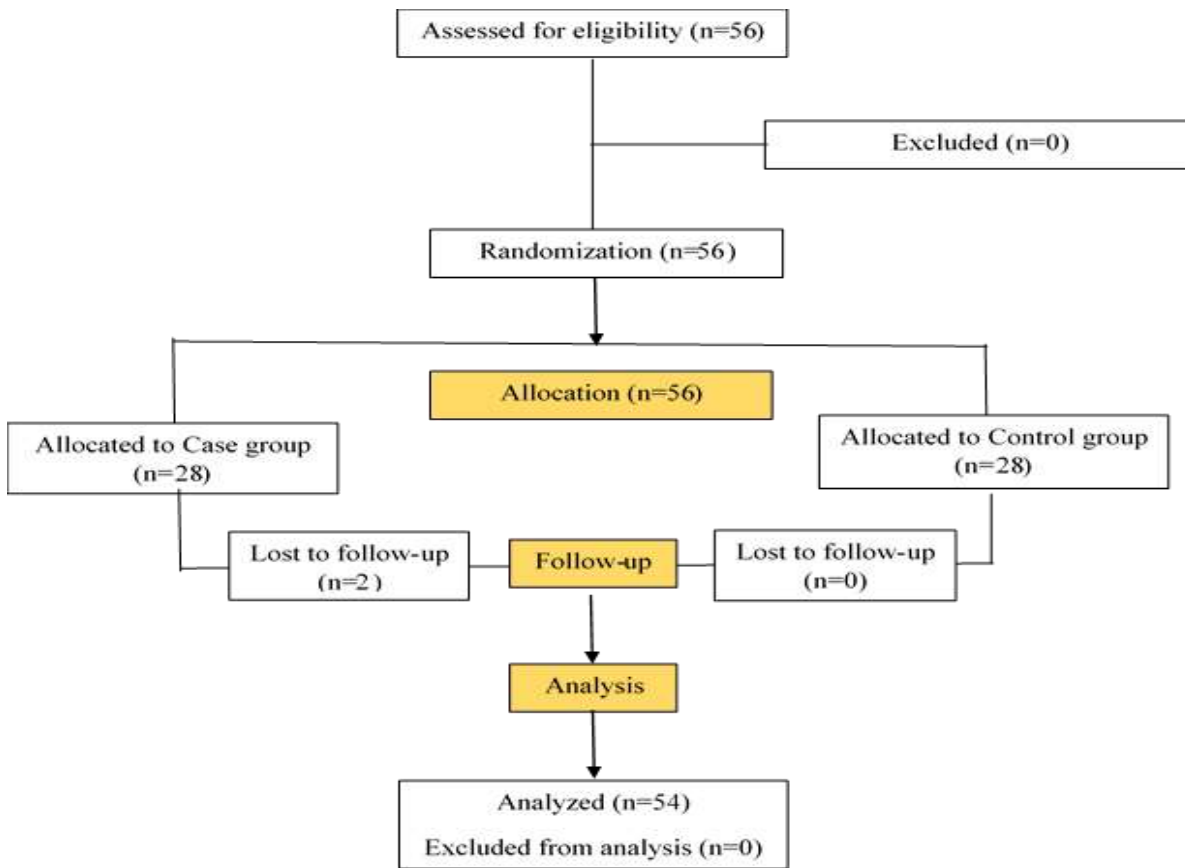 Assessed for eligibility (n=56)
Excluded (n=0)
Randomization (n=56)
Allocation (n=56)
Allocated to Case group
(n=28)
Allocated to Control group
(n=28)
Lost to follow-up
(n=2)
Follow-up
Lost to follow-up
(n=0)
Analysis
Analyzed (n=54)
Excluded from analysis (n=0)